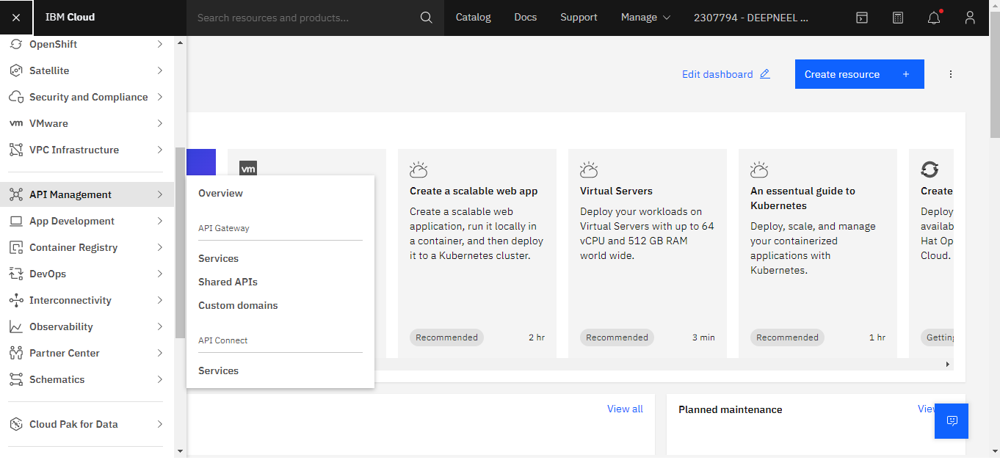 IBM Cloud
Search resources and products...
Catalog
Docs
Support
Manage
2307794 - DEEPNEEL ...
OpenShift
Satellite
Security and Compliance
vm VMware
VPC Infrastructure
API Management
App Development
Container Registry
DevOps
Interconnectivity
Observability
Partner Center
Schematics
Cloud Pak for Data
Overview
API Gateway
Services
Shared APIs
Custom domains
API Connect
Services
Edit dashboard
Create resource +
vm
Create a scalable web app
Create a scalable web
application, run it locally in
a container, and then deploy
it to a Kubernetes cluster.
Recommended
2 hr
Virtual Servers
Deploy your workloads on
Virtual Servers with up to 64
vCPU and 512 GB RAM
world wide.
Recommended
3 min
An essentual guide to
Kubernetes
Deploy, scale, and manage
your containerized
applications with
Kubernetes.
Recommended
1 hr
Create
Deploy
availab
Hat Op
Cloud.
Getting
View all
Planned maintenance
View